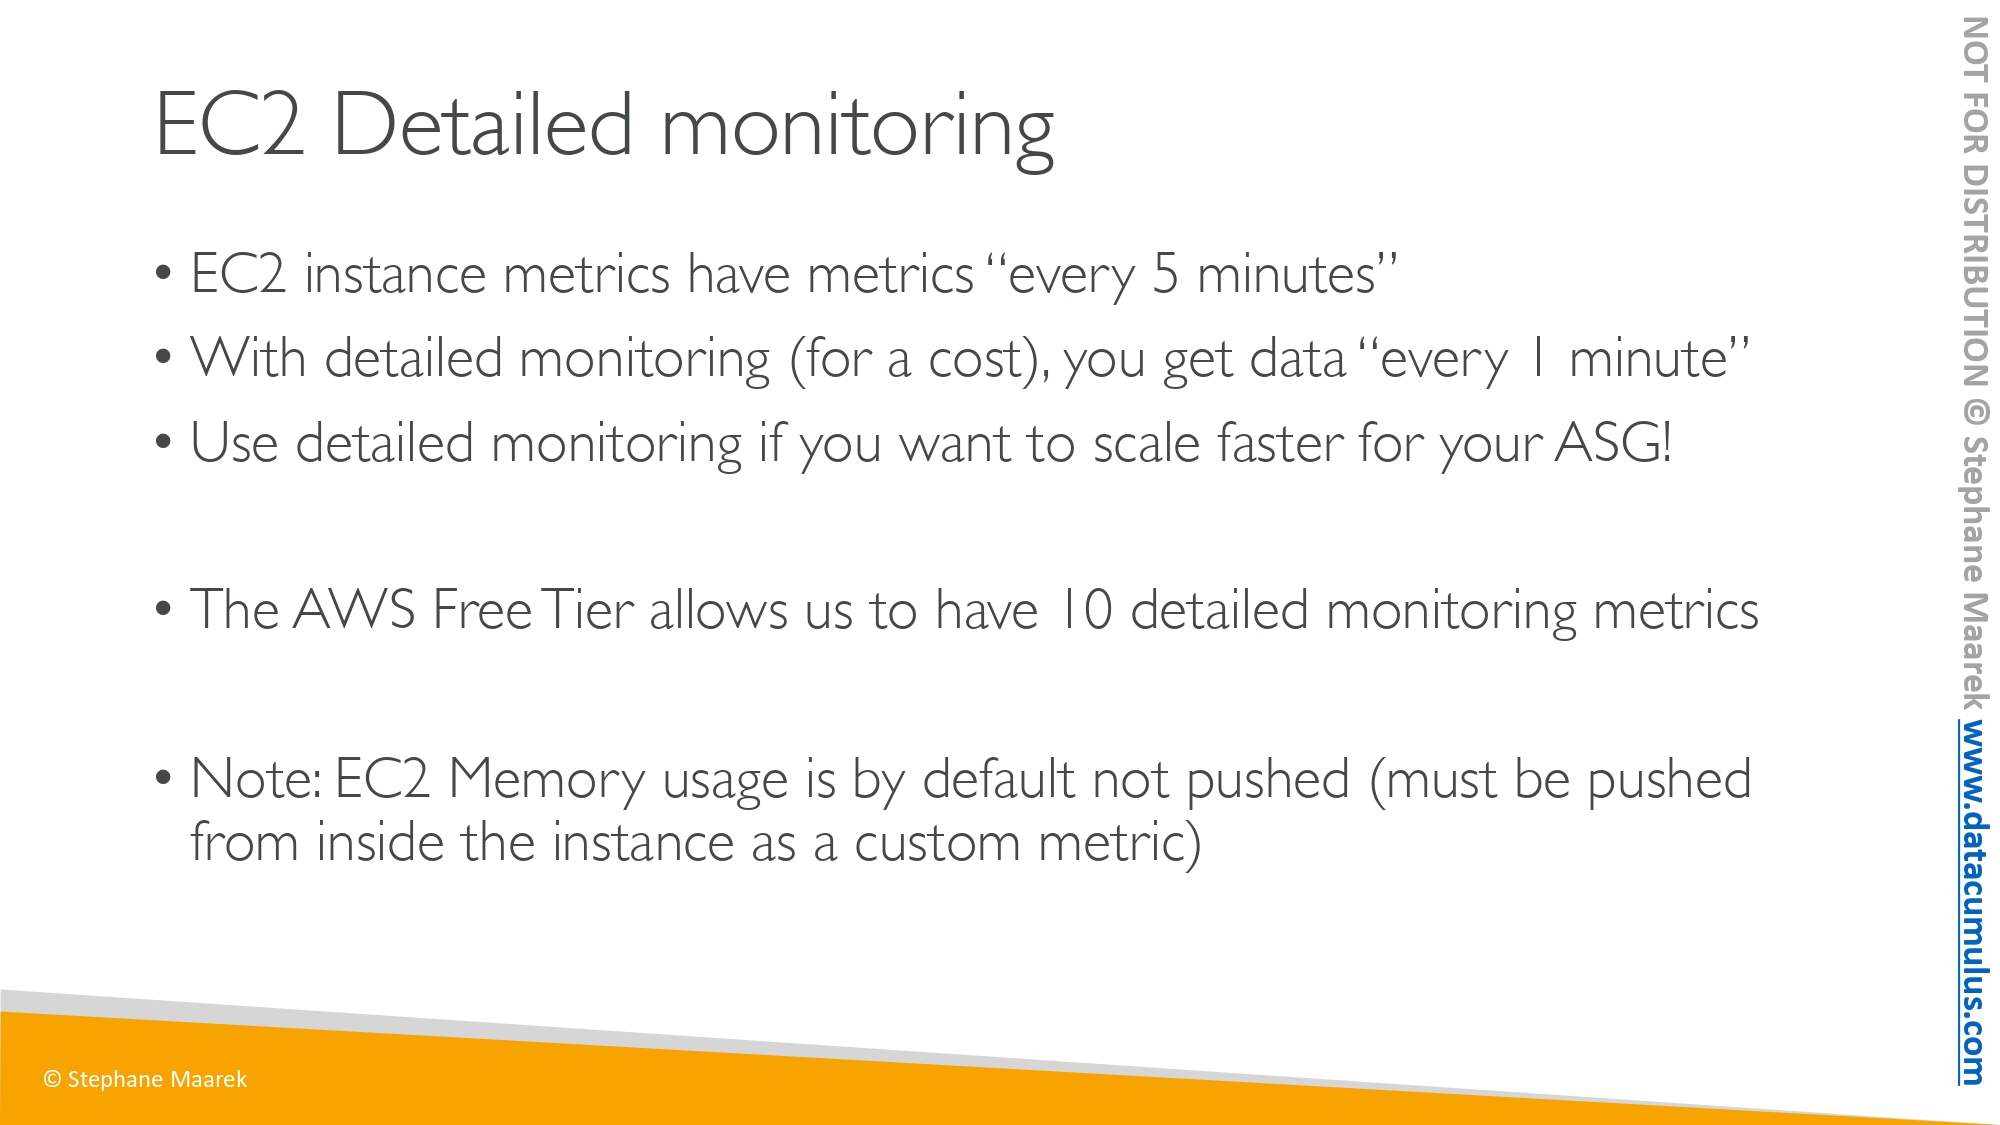 EC2 Detailed monitoring
• EC2 instance metrics have metrics “every 5 minutes”
• With detailed monitoring (for a cost), you get data “every 1 minute”
• Use detailed monitoring if you want to scale faster for your ASG!
• The AWS Free Tier allows us to have 10 detailed monitoring metrics
• Note: EC2 Memory usage is by default not pushed (must be pushed
from inside the instance as a custom metric)
© Stephane Maarek
NOT FOR DISTRIBUTION © Stephane Maarek www.datacumulus.com